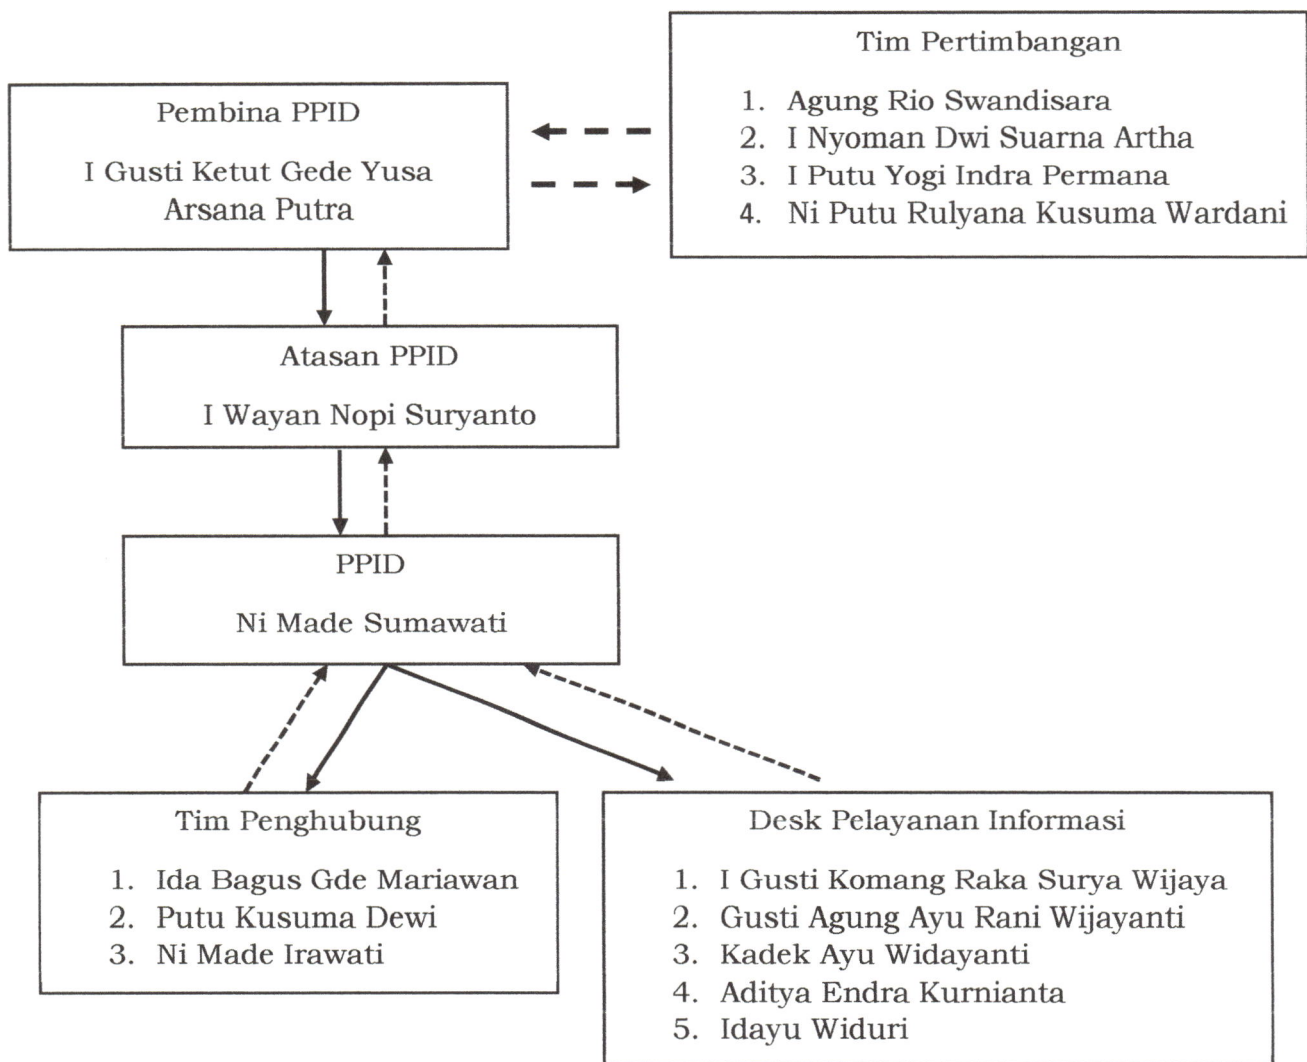 Tim Pertimbangan
1. Agung Rio Swandisara
2. I Nyoman Dwi Suarna Artha
3. I Putu Yogi Indra Permana
4. Ni Putu Rulyana Kusuma Wardani
Pembina PPID
I Gusti Ketut Gede Yusa
Arsana Putra
Atasan PPID
I Wayan Nopi Suryanto
PPID
Ni Made Sumawati
Tim Penghubung
1. Ida Bagus Gde Mariawan
2. Putu Kusuma Dewi
3. Ni Made Irawati
Desk Pelayanan Informasi
1. I Gusti Komang Raka Surya Wijaya
2. Gusti Agung Ayu Rani Wijayanti
3. Kadek Ayu Widayanti
4. Aditya Endra Kurnianta
5. Idayu Widuri